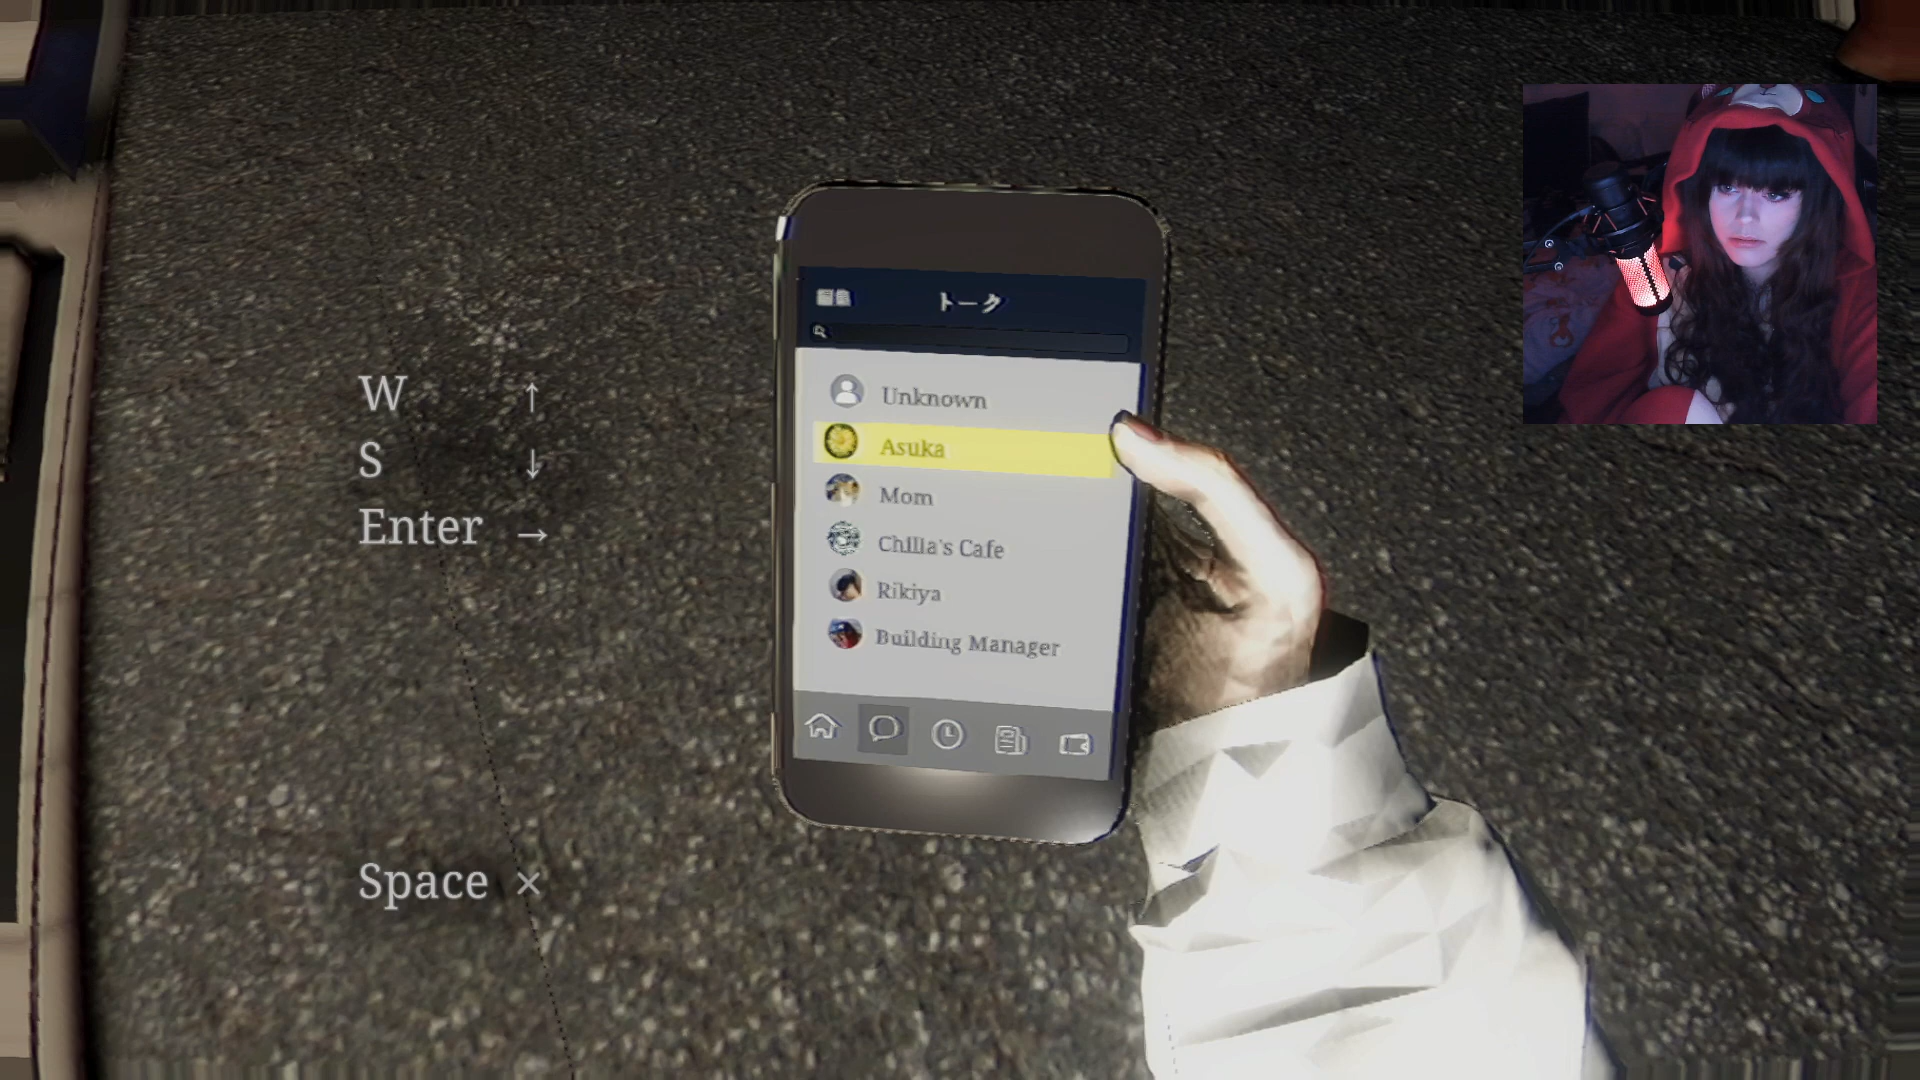 トーク
Unknown
Asuka
Mom
Chilla's Cafe
Rikiya
Building Manager
W ↑
S ↓
Enter →
Space ×